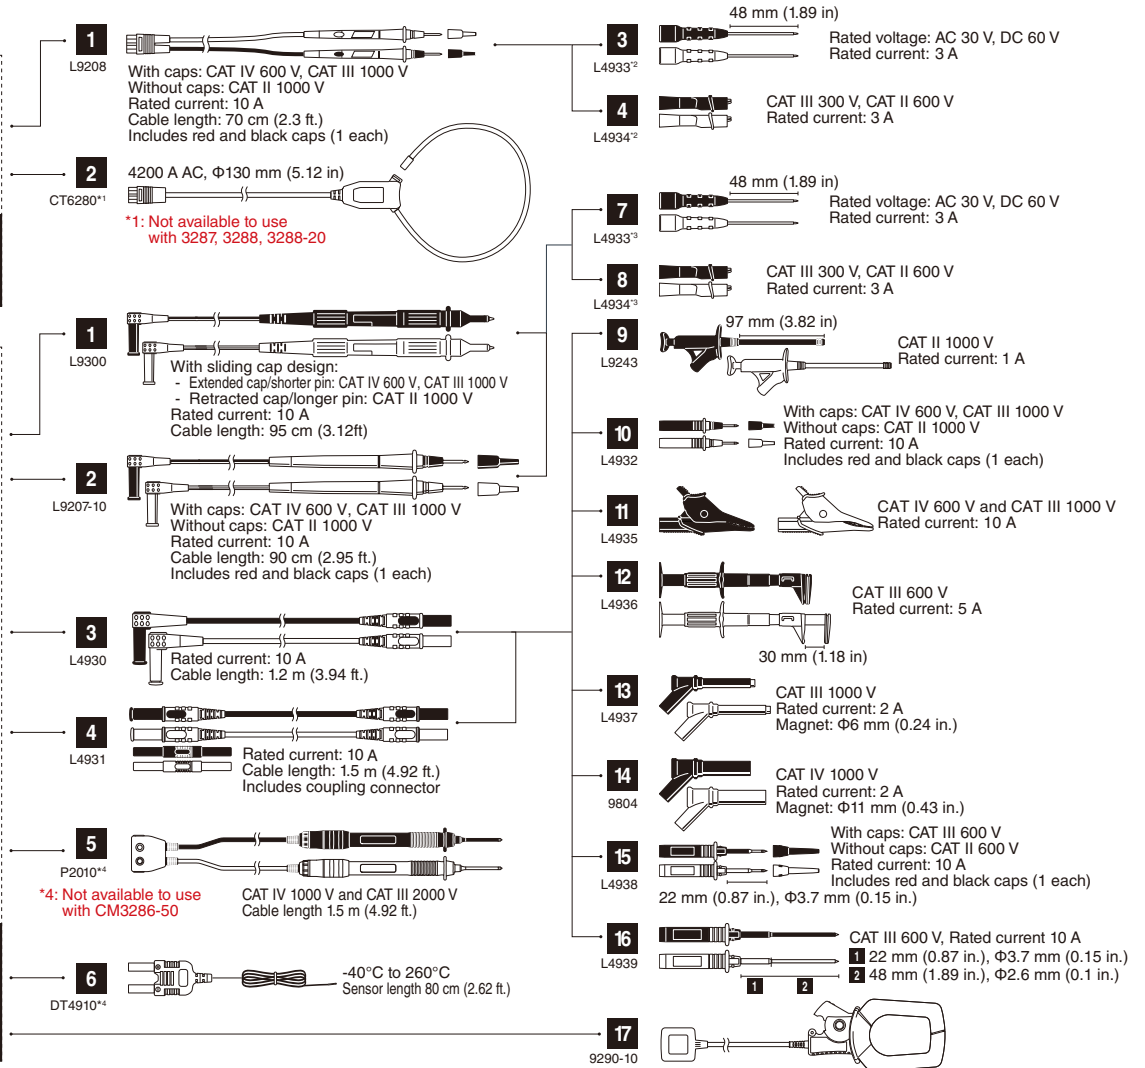 1
L9208
With caps: CAT IV 600 V, CAT III 1000 V
Without caps: CAT II 1000 V
Rated current: 10 A
Cable length: 70 cm (2.3 ft.)
Includes red and black caps (1 each)
2
CT6280*1
4200 A AC, Φ130 mm (5.12 in)
*1: Not available to use
with 3287, 3288, 3288-20
3
L4933*2
48 mm (1.89 in)
Rated voltage: AC 30 V, DC 60 V
Rated current: 3 A
4
L4934*2
CAT III 300 V, CAT II 600 V
Rated current: 3 A
1
L9300
With sliding cap design:
- Extended cap/shorter pin: CAT IV 600 V, CAT III 1000 V
- Retracted cap/longer pin: CAT II 1000 V
Rated current: 10 A
Cable length: 95 cm (3.12ft)
2
L9207-10
With caps: CAT IV 600 V, CAT III 1000 V
Without caps: CAT II 1000 V
Rated current: 10 A
Cable length: 90 cm (2.95 ft.)
Includes red and black caps (1 each)
3
L4930
Rated current: 10 A
Cable length: 1.2 m (3.94 ft.)
4
L4931
Rated current: 10 A
Cable length: 1.5 m (4.92 ft.)
Includes coupling connector
5
P2010*4
*4: Not available to use
with CM3286-50
CAT IV 1000 V and CAT III 2000 V
Cable length 1.5 m (4.92 ft.)
6
DT4910*4
-40°C to 260°C
Sensor length 80 cm (2.62 ft.)
7
L4933*3
48 mm (1.89 in)
Rated voltage: AC 30 V, DC 60 V
Rated current: 3 A
8
L4934*3
CAT III 300 V, CAT II 600 V
Rated current: 3 A
9
L9243
97 mm (3.82 in)
CAT II 1000 V
Rated current: 1 A
10
L4932
With caps: CAT IV 600 V, CAT III 1000 V
Without caps: CAT II 1000 V
Rated current: 10 A
Includes red and black caps (1 each)
11
L4935
CAT IV 600 V and CAT III 1000 V
Rated current: 10 A
12
L4936
CAT III 600 V
Rated current: 5 A
30 mm (1.18 in)
13
L4937
CAT III 1000 V
Rated current: 2 A
Magnet: Φ6 mm (0.24 in.)
14
9804
CAT IV 1000 V
Rated current: 2 A
Magnet: Φ11 mm (0.43 in.)
15
L4938
With caps: CAT III 600 V
Without caps: CAT II 600 V
Rated current: 10 A
Includes red and black caps (1 each)
22 mm (0.87 in.), Φ3.7 mm (0.15 in.)
16
L4939
CAT III 600 V, Rated current 10 A
1 22 mm (0.87 in.), Φ3.7 mm (0.15 in.)
2 48 mm (1.89 in.), Φ2.6 mm (0.1 in.)
1 2
17
9290-10